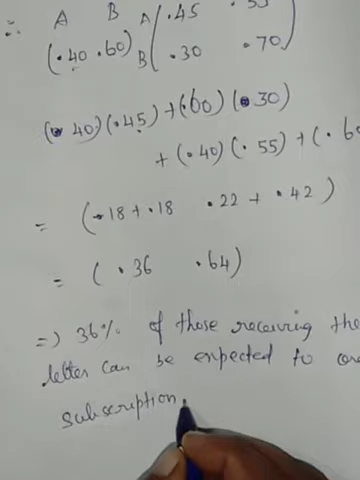 A B
∴ (.40 .60) A (.45 .55
B .30 .70)
(.40)(.45) + (.60)(.30)
+ (.40)(.55) + (.60
= (.18 + .18 .22 + .42)
= (.36 .64)
=) 36% of those receiving the
letter can be expected to
subscription